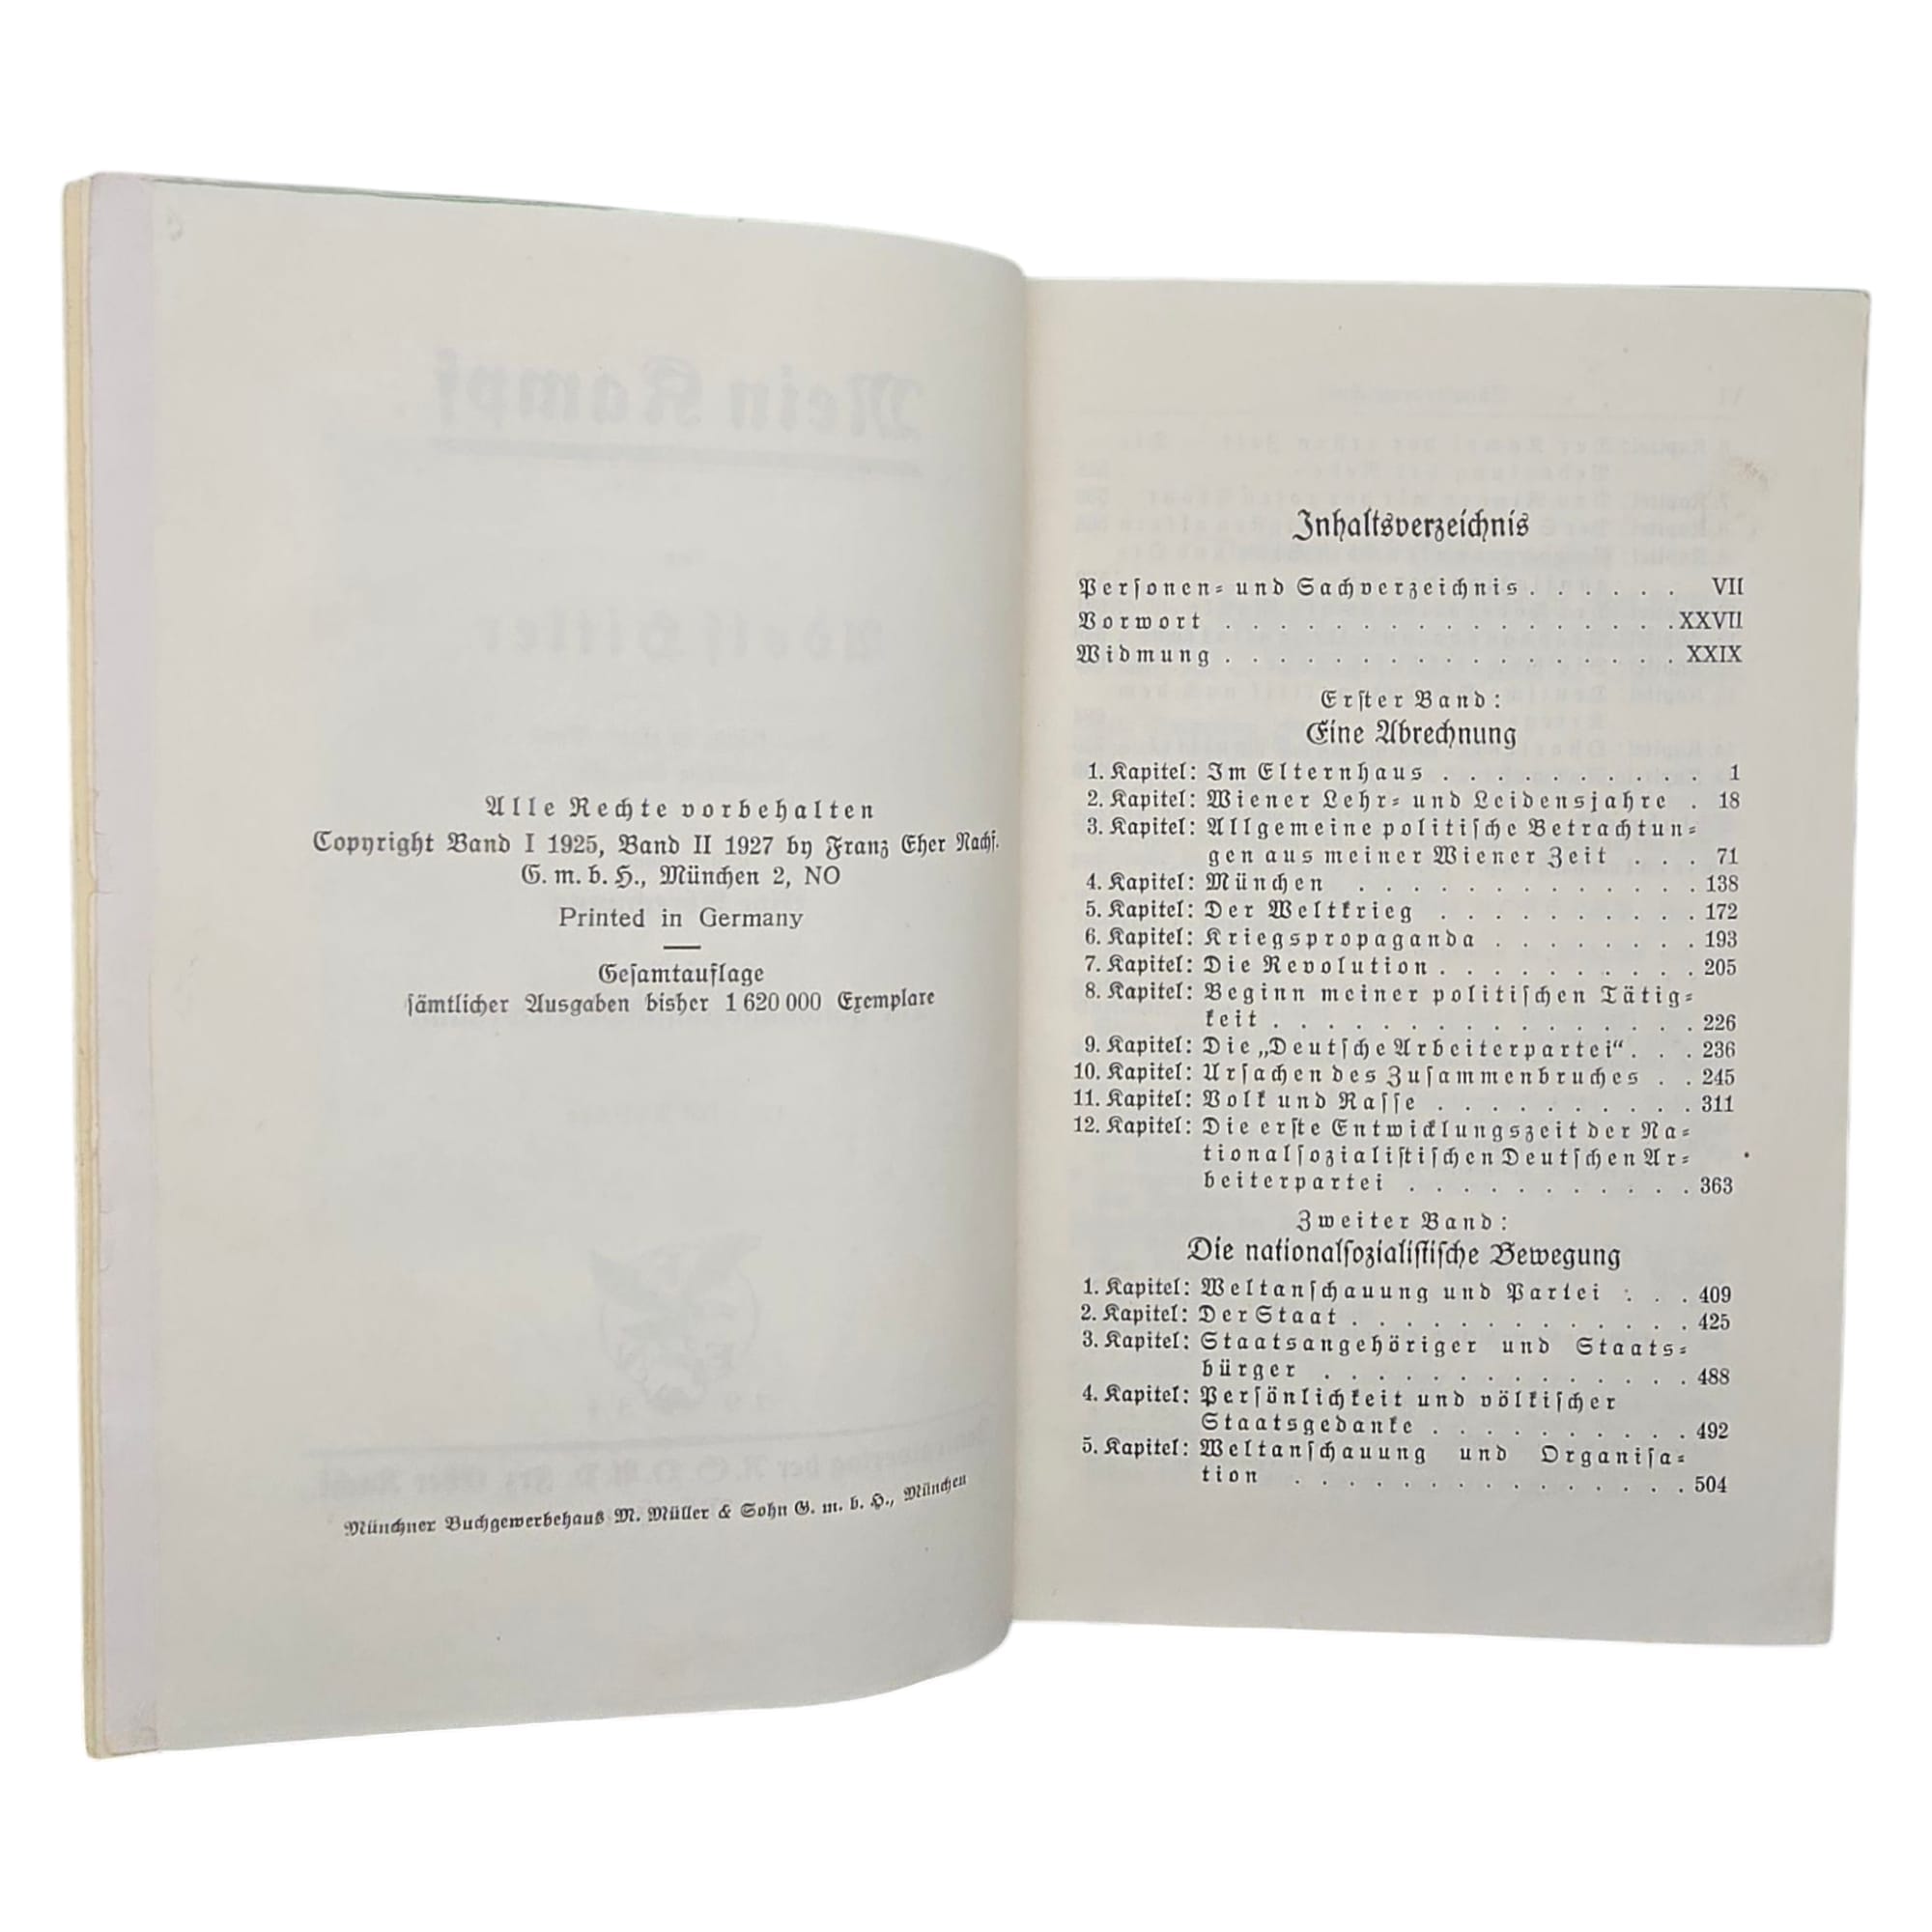 Alle Rechte vorbehalten
Copyright Band I 1925, Band II 1927 by Franz Eher Nachf.
G. m. b. H., München 2, NO
Printed in Germany
Gesamtauflage
sämtlicher Ausgaben bisher 1 620 000 Exemplare
Münchner Buchgewerbehaus M. Müller & Sohn G. m. b. H., München
Inhaltsverzeichnis
Personen- und Sachverzeichnis . . . . . . VII
Vorwort . . . . . . . . . . . . . . . . . XXVII
Widmung . . . . . . . . . . . . . . . . . XXIX
Erster Band:
Eine Abrechnung
1. Kapitel: Im Elternhaus . . . . . . . . . . 1
2. Kapitel: Wiener Lehr- und Leidensjahre . 18
3. Kapitel: Allgemeine politische Betrachtun-
gen aus meiner Wiener Zeit . . . 71
4. Kapitel: München . . . . . . . . . . . . . 138
5. Kapitel: Der Weltkrieg . . . . . . . . . . 172
6. Kapitel: Kriegspropaganda . . . . . . . . 193
7. Kapitel: Die Revolution . . . . . . . . . . 205
8. Kapitel: Beginn meiner politischen Tätig-
keit . . . . . . . . . . . . . . . . 226
9. Kapitel: Die „Deutsche Arbeiterpartei“ . . . 236
10. Kapitel: Ursachen des Zusammenbruches . . 245
11. Kapitel: Volk und Rasse . . . . . . . . . . 311
12. Kapitel: Die erste Entwicklungszeit der Na-
tionalsozialistischen Deutschen Ar-
beiterpartei . . . . . . . . . . . 363
Zweiter Band:
Die nationalsozialistische Bewegung
1. Kapitel: Weltanschauung und Partei . . . 409
2. Kapitel: Der Staat . . . . . . . . . . . . . 425
3. Kapitel: Staatsangehöriger und Staats-
bürger . . . . . . . . . . . . . . 488
4. Kapitel: Persönlichkeit und völkischer
Staatsgedanke . . . . . . . . . . 492
5. Kapitel: Weltanschauung und Organisa-
tion . . . . . . . . . . . . . . . 504